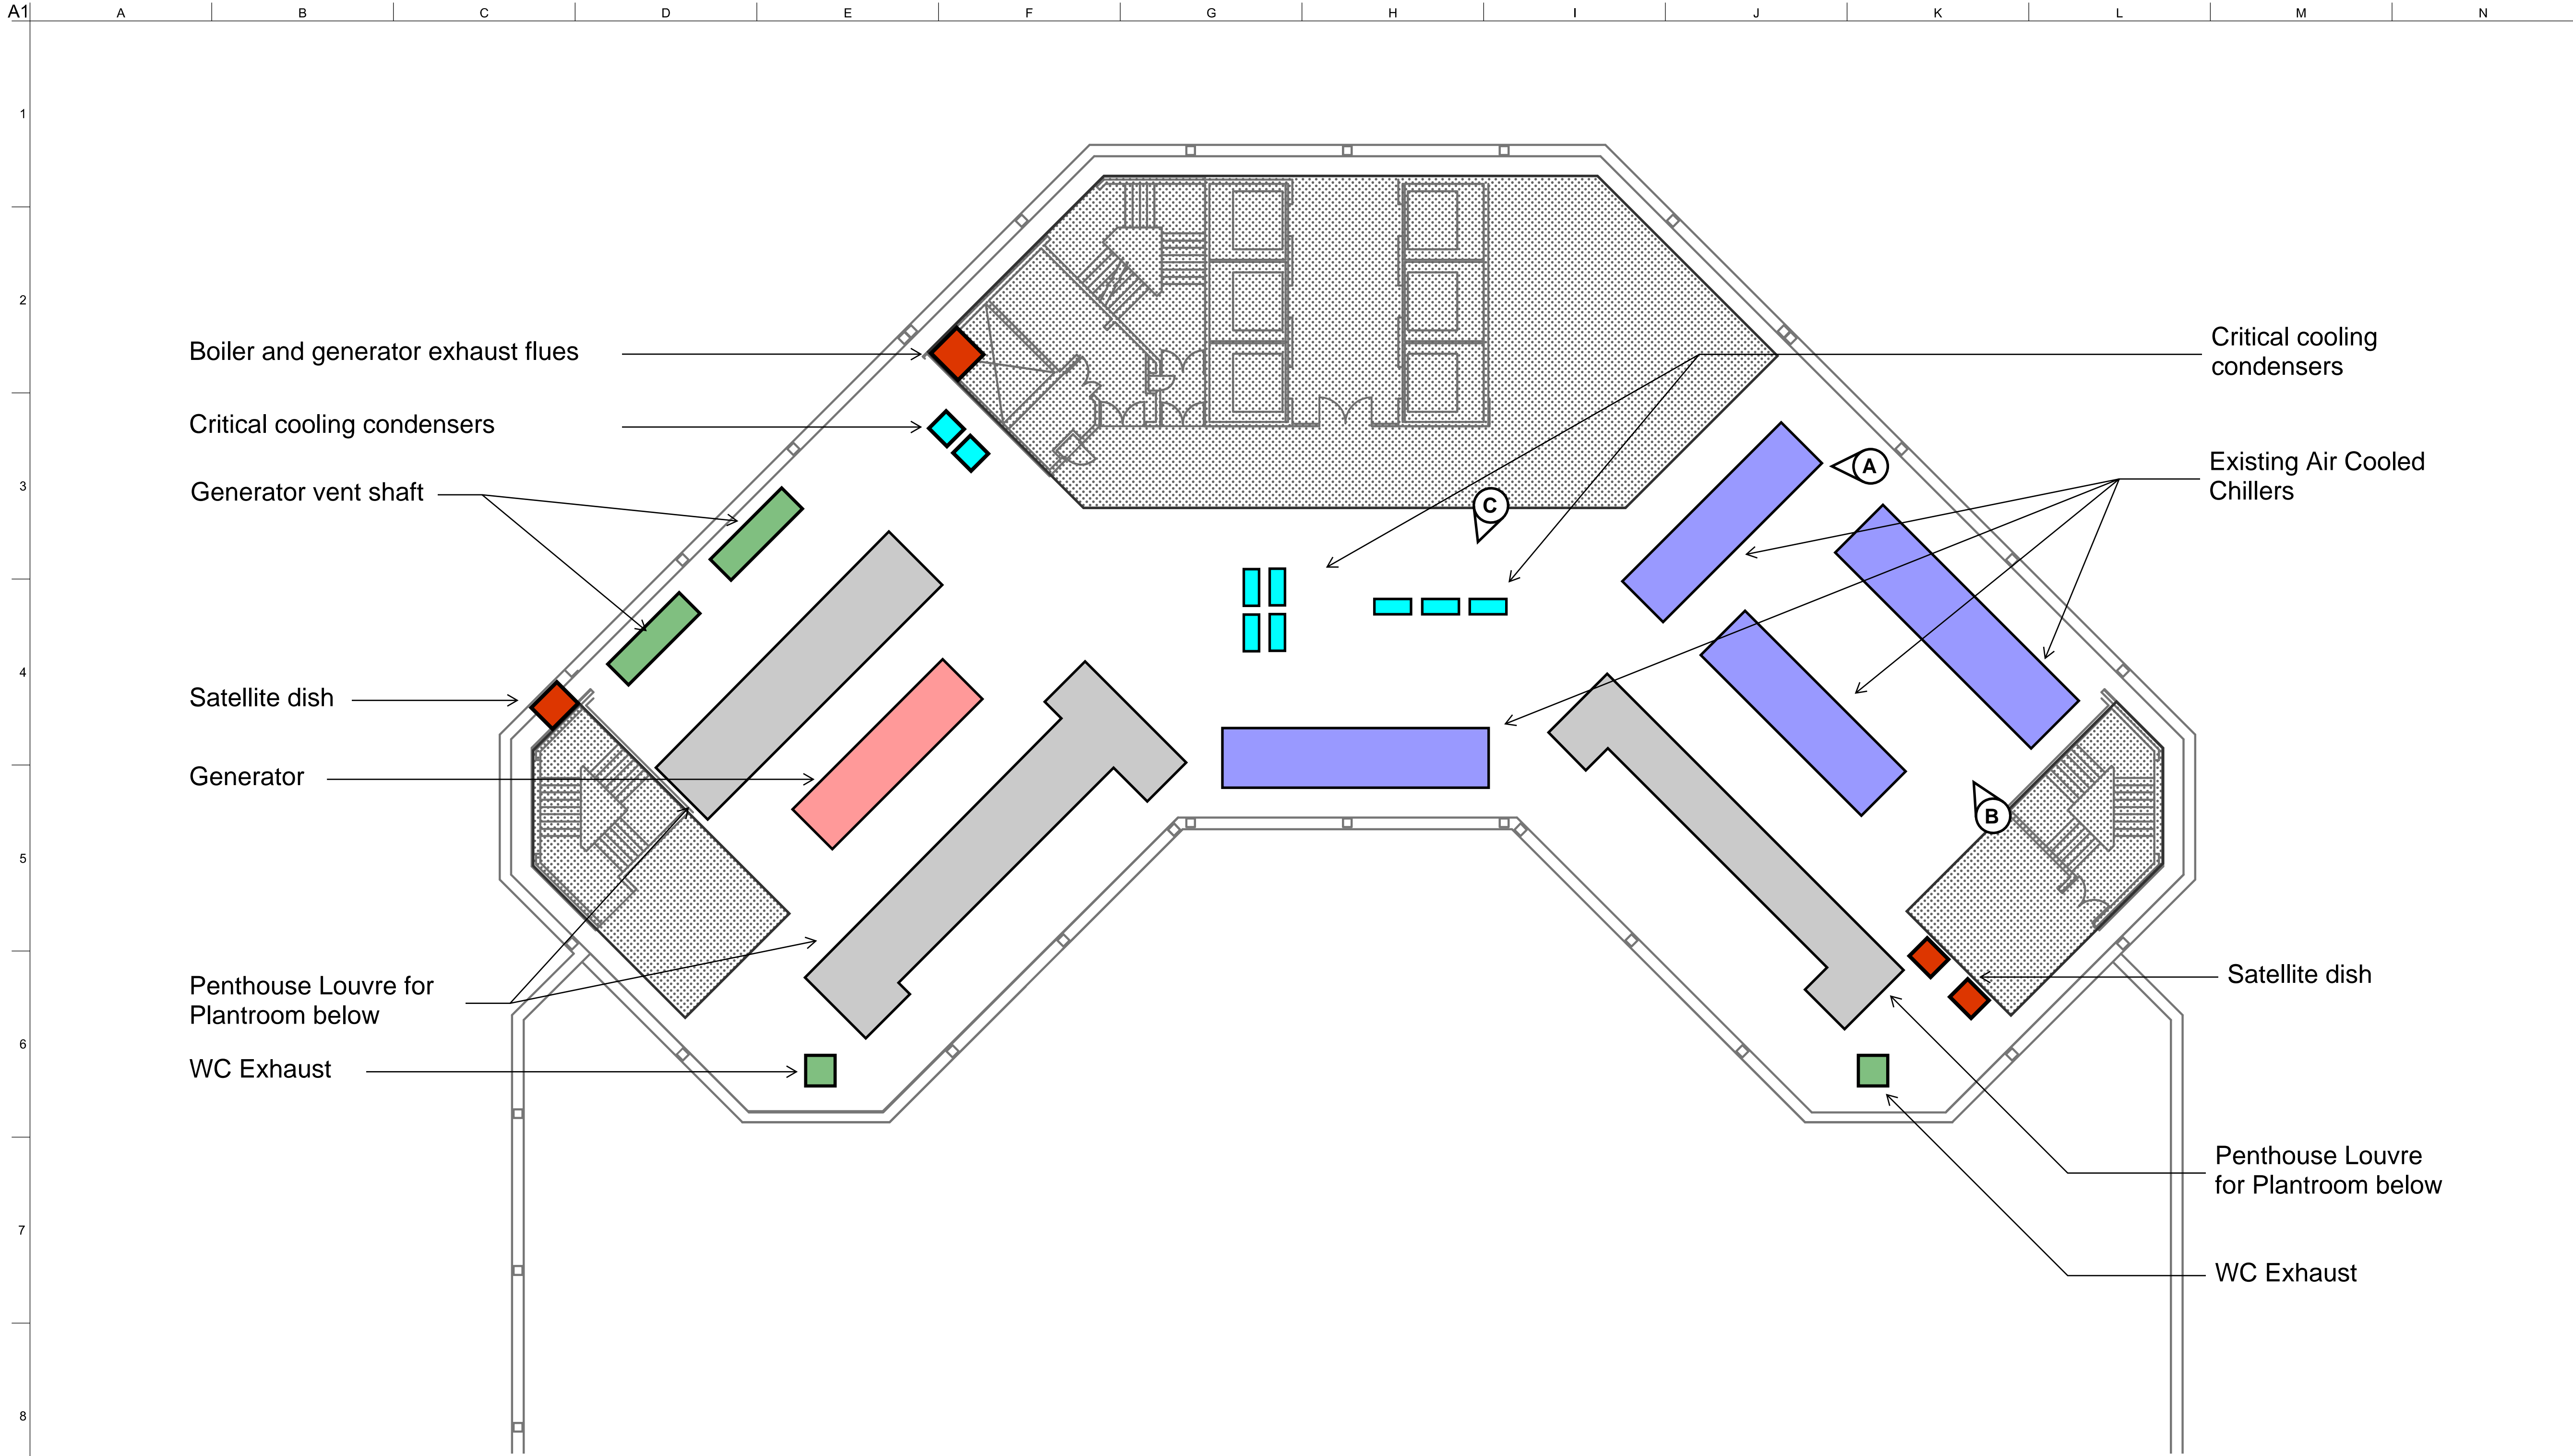 A1 A B C D E F G H I J K L M N
1
2
3
4
5
6
7
8
Boiler and generator exhaust flues
Critical cooling condensers
Generator vent shaft
Satellite dish
Generator
Penthouse Louvre for
Plantroom below
WC Exhaust
A
C
B
Critical cooling
condensers
Existing Air Cooled
Chillers
Satellite dish
Penthouse Louvre
for Plantroom below
WC Exhaust